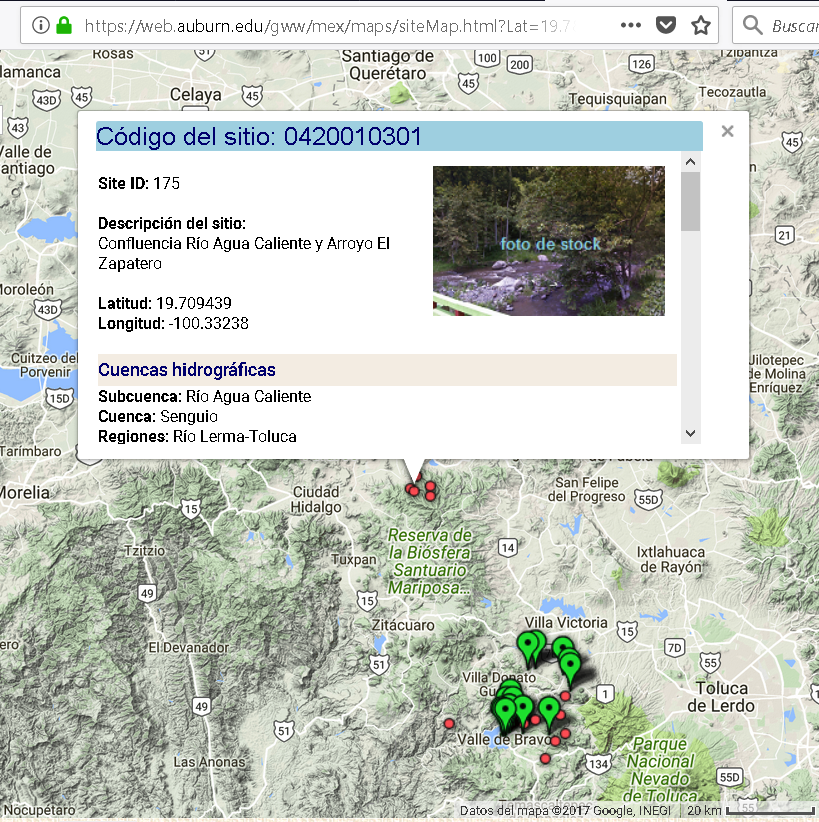 https://web.auburn.edu/gww/mex/maps/siteMap.html?Lat=19.7
Buscar
Rosas
51
Santiago de
Querétaro
100
200
126
Tizbantza
lamanca
43D
45
Celaya
45
45
Tequisquiapan
Tecozautla
43
Valle de
antiago
45
Código del sitio: 0420010301
Site ID: 175
Descripción del sitio:
Confluencia Río Agua Caliente y Arroyo El
Zapatero
Latitud: 19.709439
Longitud: -100.33238
foto de stock
Cuencas hidrográficas
Subcuenca: Río Agua Caliente
Cuenca: Senguio
Regiones: Río Lerma-Toluca
21
Moroleón
43D
Cuitzeo del
Porvenir
15D
Jilotepec
de Molina
Enríquez
Tarímbaro
Morelia
15
Ciudad
Hidalgo
San Felipe
del Progreso
55D
Reserva de
la Biósfera
Santuario
Mariposa...
14
Tzitzio
Tuxpan
Ixtlahuaca
de Rayón
49
15
Zitácuaro
Villa Victoria
15
7D
El Devanador
51
55
Villa Donato
Gu
1
Toluca
de Lerdo
49
51
Valle de Bravo
Las Anonas
134
Parque
Nacional
Nevado
de Toluca
55D
Nocupétaro
Datos del mapa ©2017 Google, INEGI
20 km
55